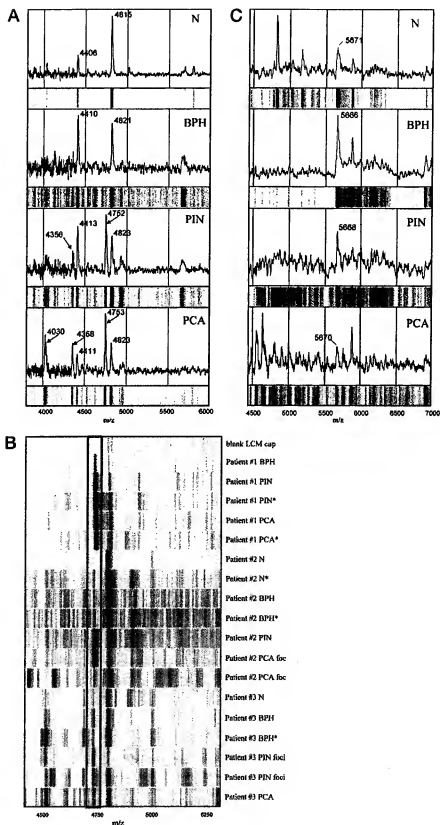 A
N
4406
4815
BPH
4410
4821
PIN
4356
4413
4752
4823
PCA
4030
4358
4411
4753
4823
4000 4500 5000 5500 6000
m/z
C
N
5671
BPH
5666
PIN
5668
PCA
5670
4500 5000 5500 6000 6500 7000
m/z
B
blank LCM cap
Patient #1 BPH
Patient #1 PIN
Patient #1 PIN*
Patient #1 PCA
Patient #1 PCA*
Patient #2 N
Patient #2 N*
Patient #2 BPH
Patient #2 BPH*
Patient #2 PIN
Patient #2 PCA foc
Patient #2 PCA foc
Patient #3 N
Patient #3 BPH
Patient #3 BPH*
Patient #3 PIN foci
Patient #3 PIN foci
Patient #3 PCA
4500 4750 5000 5250
m/z